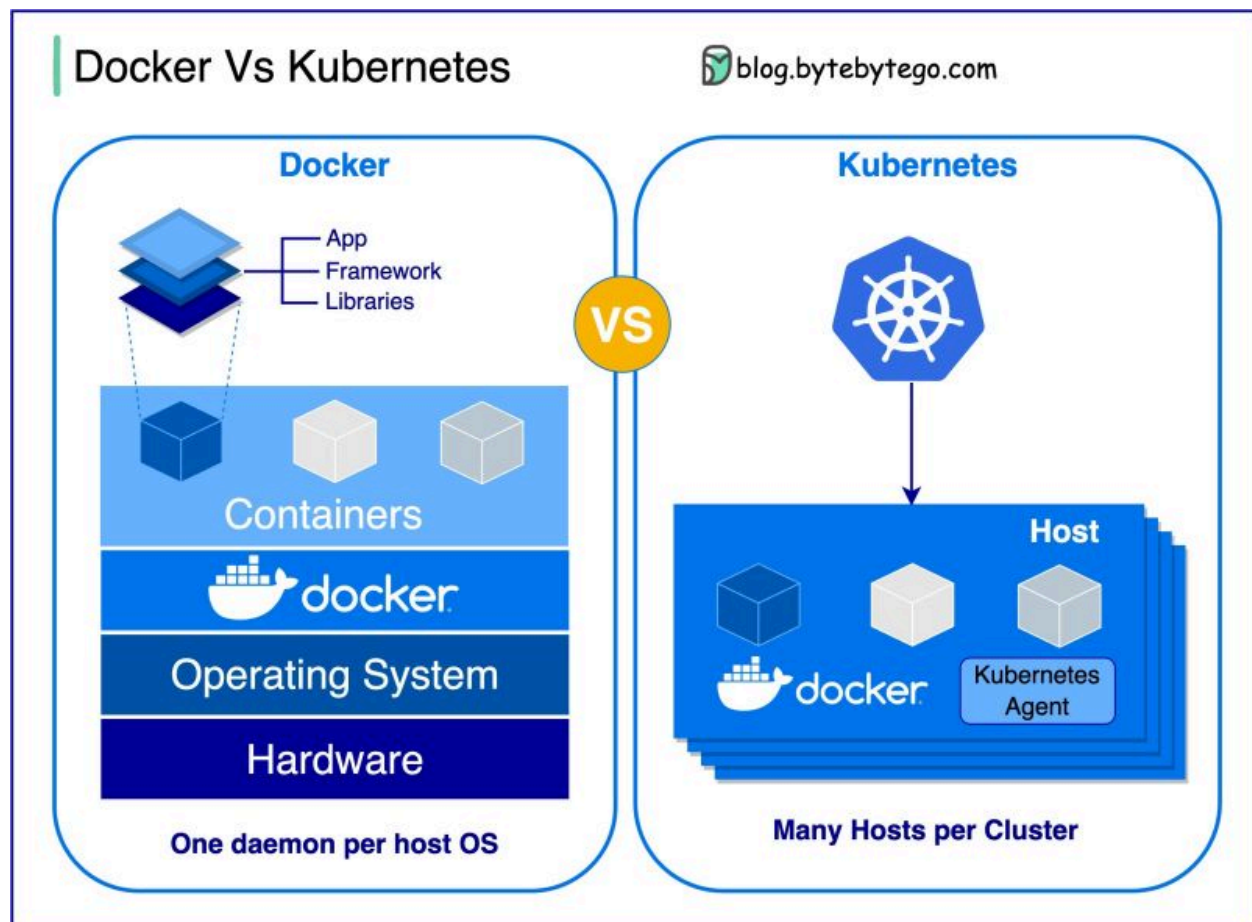 Docker Vs Kubernetes
blog.bytebytego.com
Docker
App
Framework
Libraries
Containers
docker
Operating System
Hardware
One daemon per host OS
VS
Kubernetes
Host
docker
Kubernetes
Agent
Many Hosts per Cluster